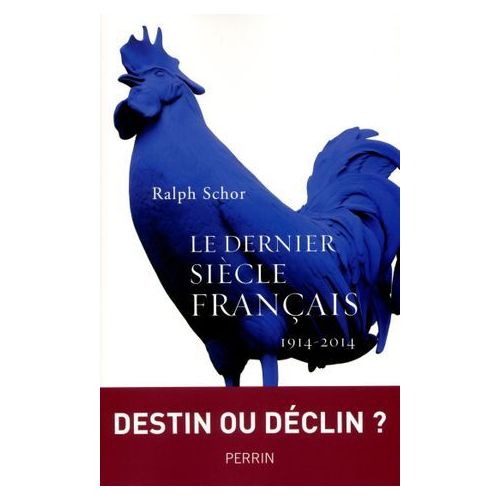 Ralph Schor
LE DERNIER
SIÈCLE
FRANÇAIS
1914-2014
DESTIN OU DÉCLIN ?
PERRIN